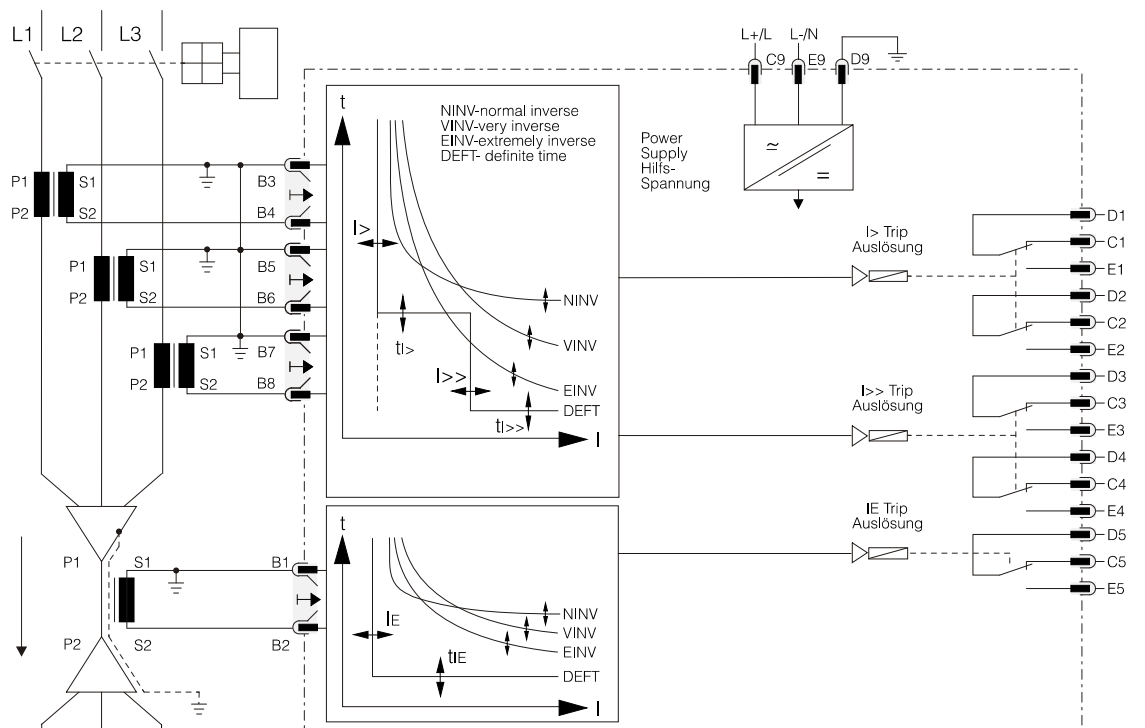 L1
L2
L3
L+/L
L-/N
C9
E9
D9
Power
Supply
Hilfs-
Spannung
≃
=
t
NINV-normal inverse
VINV-very inverse
EINV-extremely inverse
DEFT- definite time
I>
tI>
I>>
tI>>
NINV
VINV
EINV
DEFT
I
P1
P2
S1
S2
P1
P2
S1
S2
P1
P2
S1
S2
B3
B4
B5
B6
B7
B8
I> Trip
Auslösung
I>> Trip
Auslösung
IE Trip
Auslösung
D1
C1
E1
D2
C2
E2
D3
C3
E3
D4
C4
E4
D5
C5
E5
P1
P2
S1
S2
B1
B2
t
IE
tIE
NINV
VINV
EINV
DEFT
I